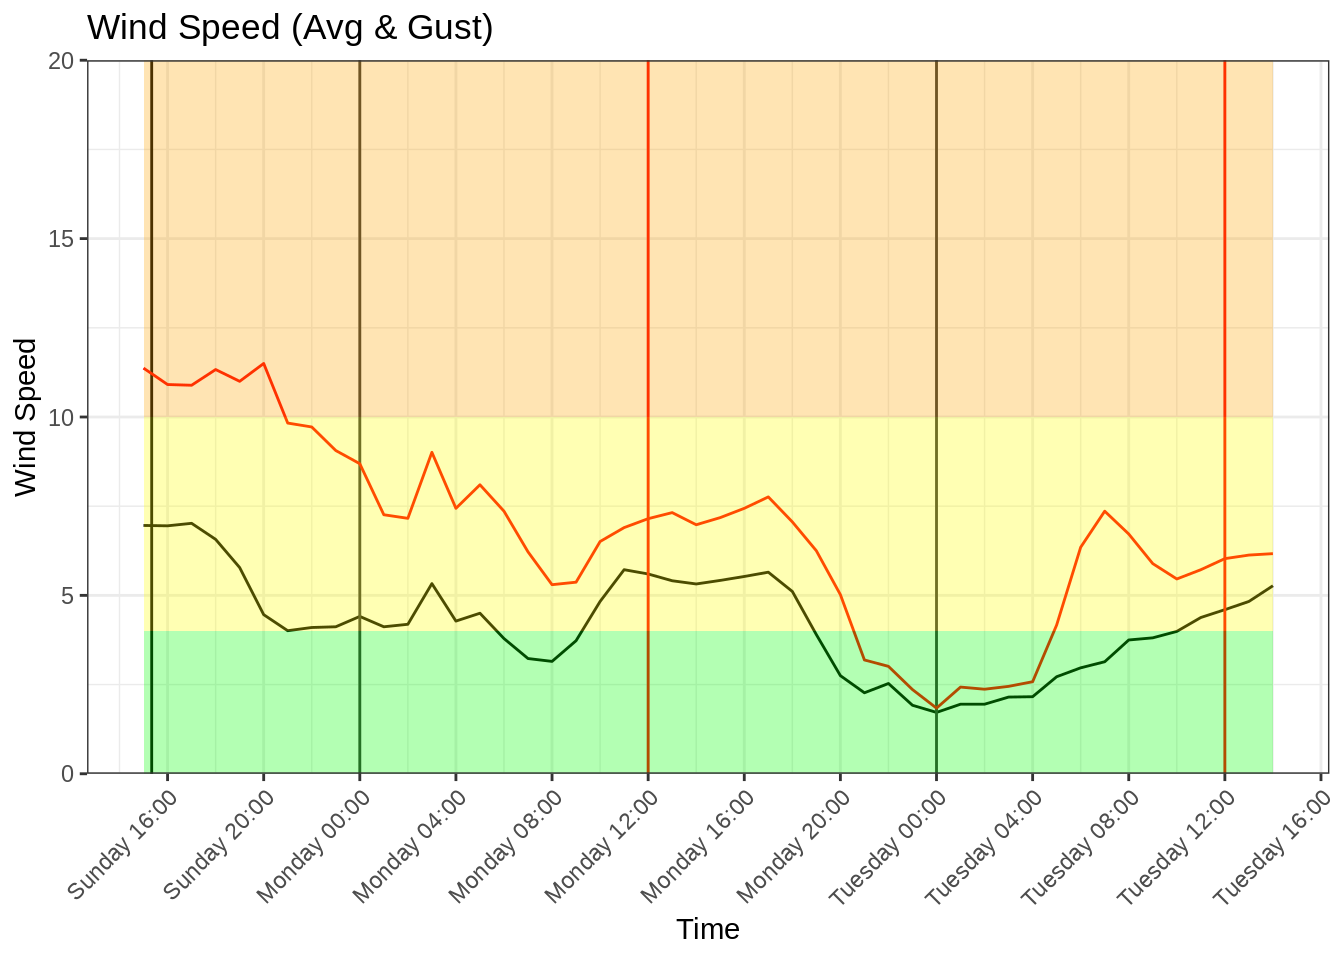 Wind Speed (Avg & Gust)
20
15
10
5
0
Wind Speed
Sunday 16:00
Sunday 20:00
Monday 00:00
Monday 04:00
Monday 08:00
Monday 12:00
Monday 16:00
Monday 20:00
Tuesday 00:00
Tuesday 04:00
Tuesday 08:00
Tuesday 12:00
Tuesday 16:00
Time